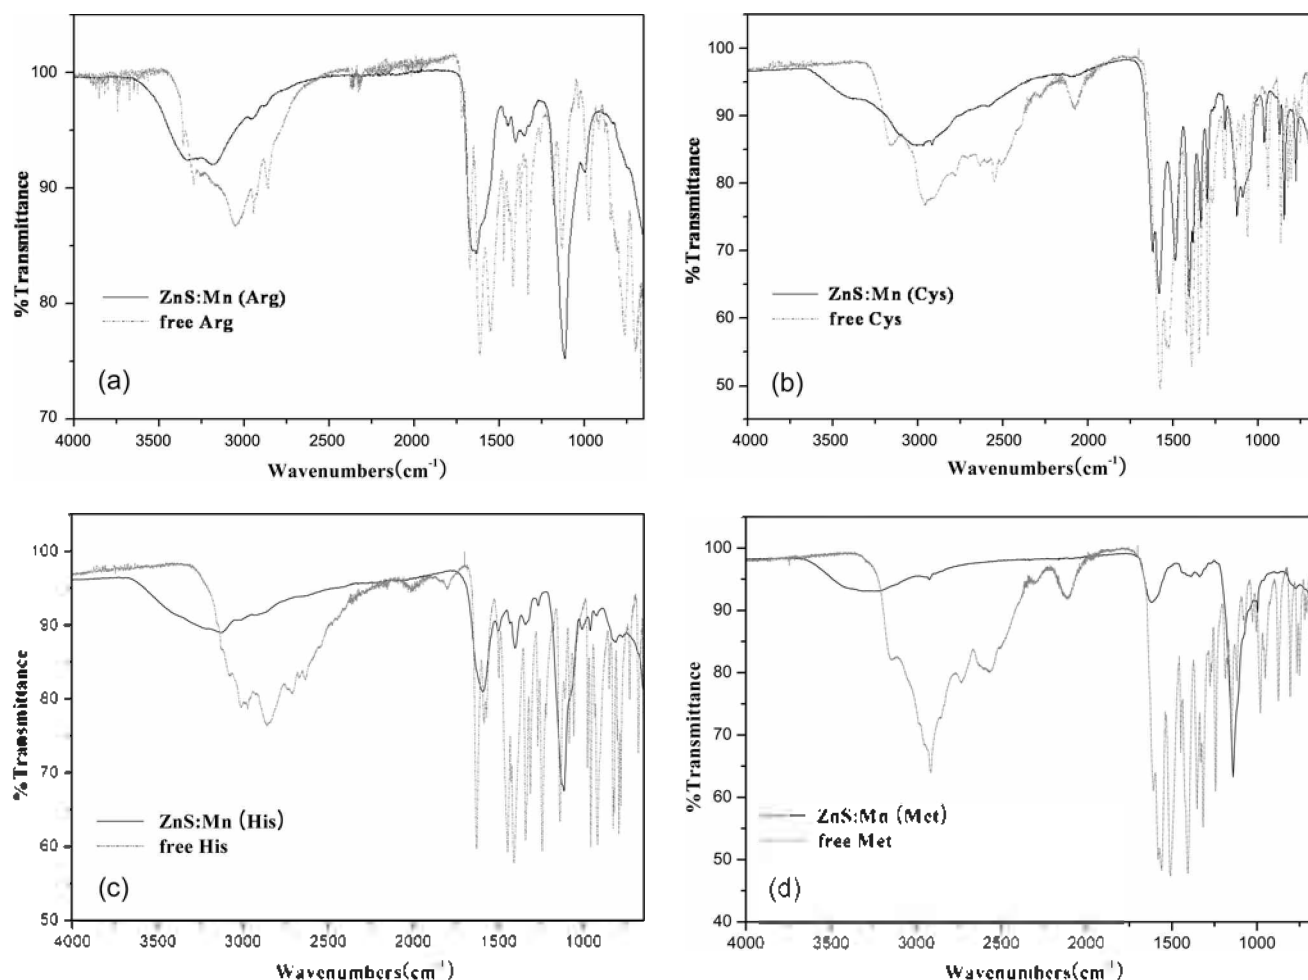 100
90
80
70
%Transmittance
ZnS:Mn (Arg)
free Arg
(a)
4000 3500 3000 2500 2000 1500 1000
Wavenumbers(cm-1)
100
90
80
70
60
50
%Transmittance
ZnS:Mn (Cys)
free Cys
(b)
4000 3500 3000 2500 2000 1500 1000
Wavenumbers(cm-1)
100
90
80
70
60
50
%Transmittance
ZnS:Mn (His)
free His
(c)
4000 3500 3000 2500 2000 1500 1000
Wavenumbers(cm-1)
100
90
80
70
60
50
40
%Transmittance
ZnS:Mn (Met)
free Met
(d)
4000 3500 3000 2500 2000 1500 1000
Wavenumbers(cm-1)